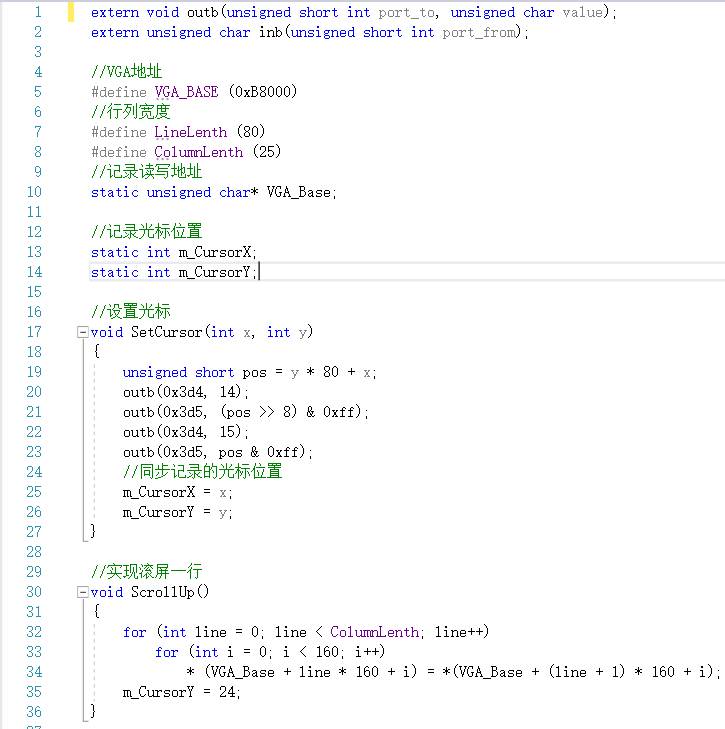 1 extern void outb(unsigned short int port_to, unsigned char value);
2 extern unsigned char inb(unsigned short int port_from);
3
4 //VGA地址
5 #define VGA_BASE (0xB8000)
6 //行列宽度
7 #define LineLenth (80)
8 #define ColumnLenth (25)
9 //记录读写地址
10 static unsigned char* VGA_Base;
11
12 //记录光标位置
13 static int m_CursorX;
14 static int m_CursorY;
15
16 //设置光标
17 void SetCursor(int x, int y)
18 {
19 unsigned short pos = y * 80 + x;
20 outb(0x3d4, 14);
21 outb(0x3d5, (pos >> 8) & 0xff);
22 outb(0x3d4, 15);
23 outb(0x3d5, pos & 0xff);
24 //同步记录的光标位置
25 m_CursorX = x;
26 m_CursorY = y;
27 }
28
29 //实现滚屏一行
30 void ScrollUp()
31 {
32 for (int line = 0; line < ColumnLenth; line++)
33 for (int i = 0; i < 160; i++)
34 * (VGA_Base + line * 160 + i) = *(VGA_Base + (line + 1) * 160 + i);
35 m_CursorY = 24;
36 }